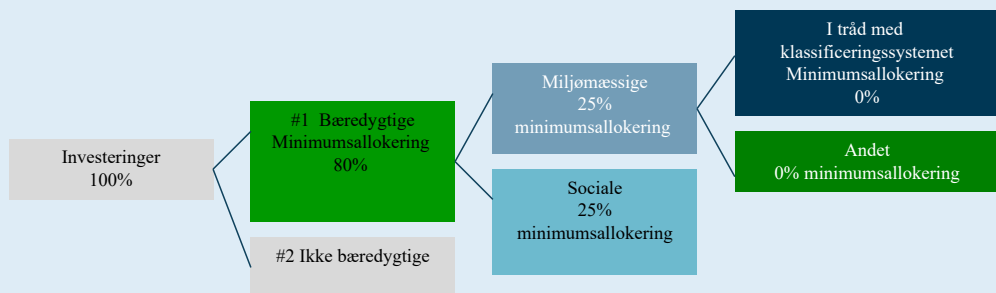 Investeringer
100%
#1 Bæredygtige
Minimumsallokering
80%
#2 Ikke bæredygtige
Miljømæssige
25%
minimumsallokering
Sociale
25%
minimumsallokering
I tråd med
klassificeringssystemet
Minimumsallokering
0%
Andet
0% minimumsallokering